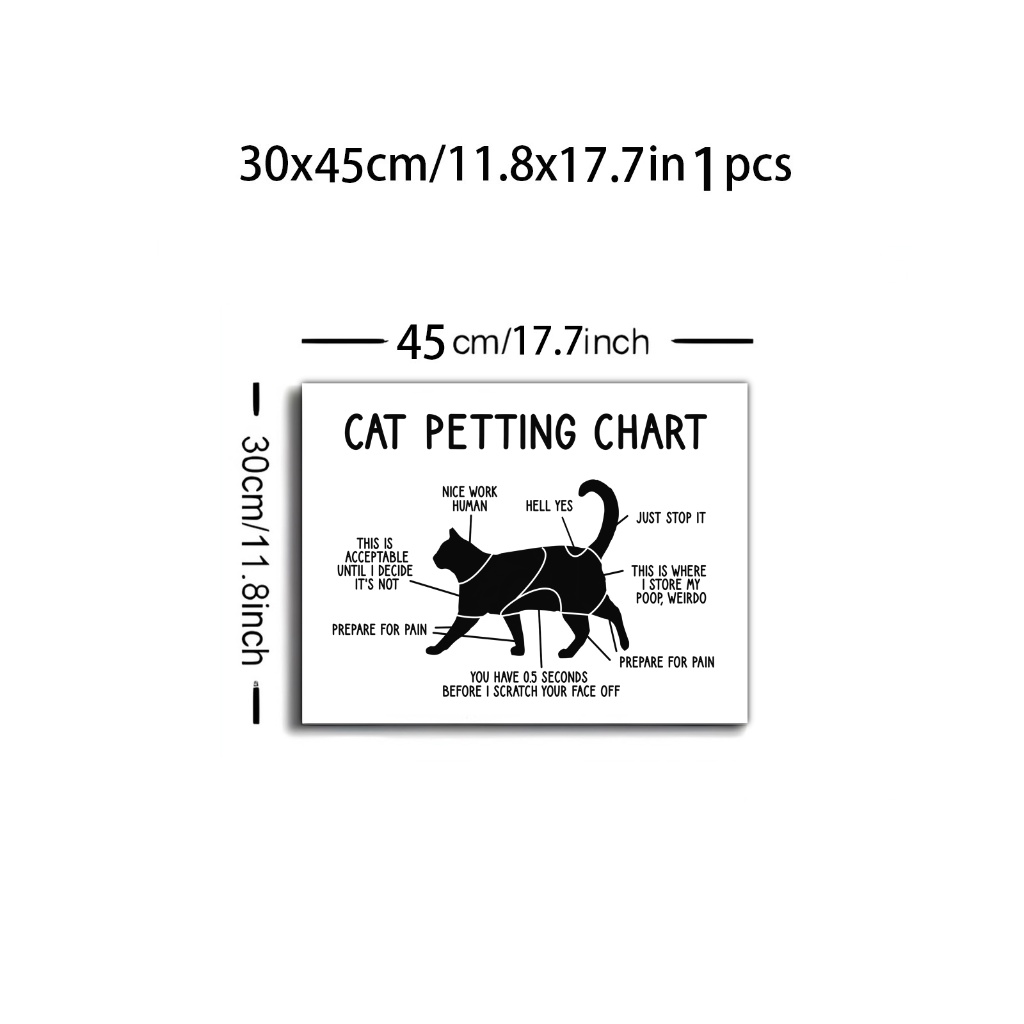 30x45cm/11.8x17.7in 1 pcs
45 cm/17.7inch
30cm/11.8inch
CAT PETTING CHART
NICE WORK
HUMAN
HELL YES
JUST STOP IT
THIS IS
ACCEPTABLE
UNTIL I DECIDE
IT'S NOT
THIS IS WHERE
I STORE MY
POOP, WEIRDO
PREPARE FOR PAIN
PREPARE FOR PAIN
YOU HAVE 0.5 SECONDS
BEFORE I SCRATCH YOUR FACE OFF